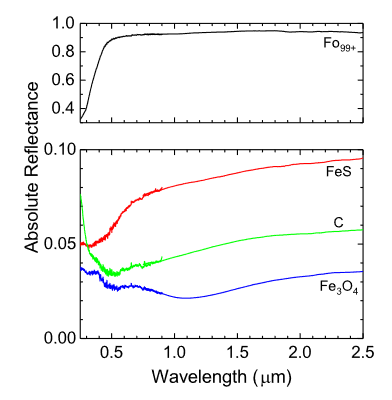 1.0
0.8
0.6
0.4
Fo99+
Absolute Reflectance
0.10
0.05
0.00
FeS
C
Fe3O4
0.5 1.0 1.5 2.0 2.5
Wavelength (μm)